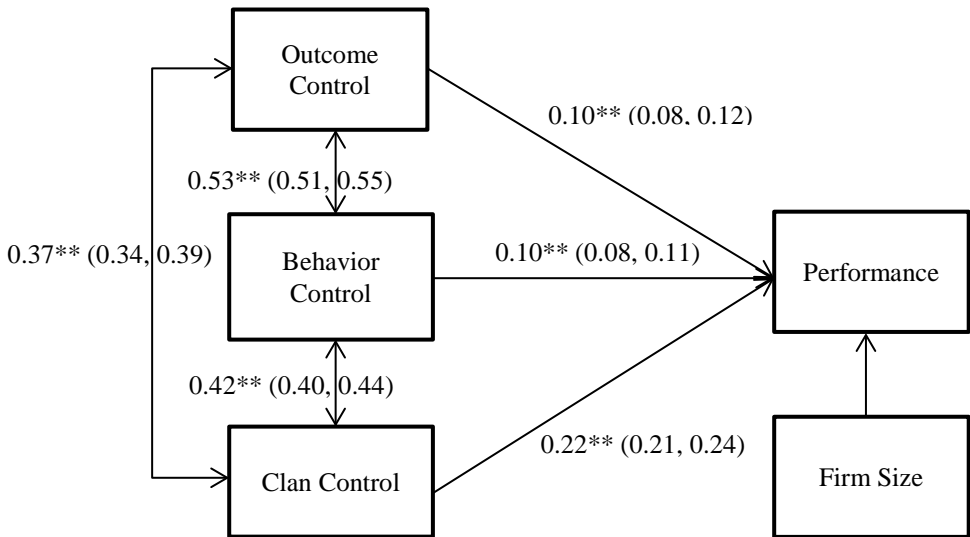 Outcome
Control
0.10** (0.08, 0.12)
0.53** (0.51, 0.55)
0.37** (0.34, 0.39)
Behavior
Control
0.10** (0.08, 0.11)
Performance
0.42** (0.40, 0.44)
0.22** (0.21, 0.24)
Clan Control
Firm Size